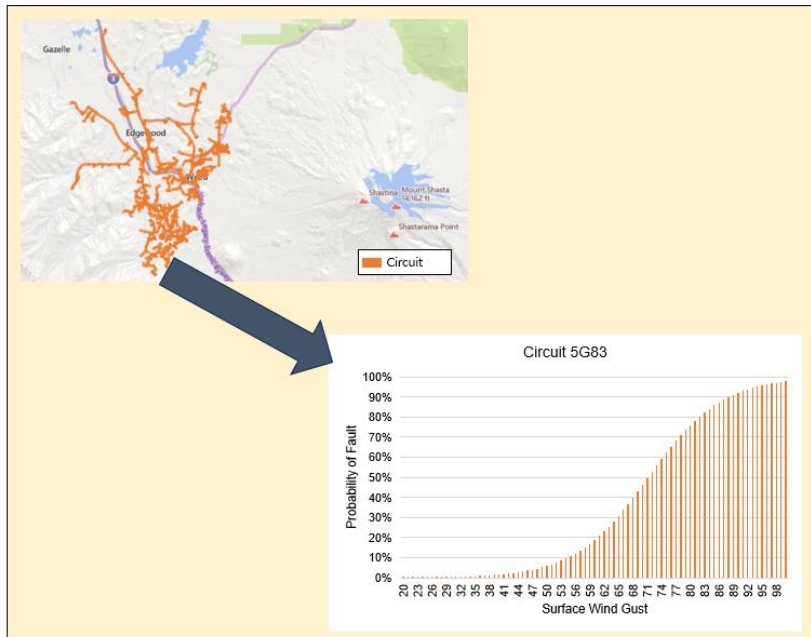 Gazelle
5
Edgewood
Weed
Shastina
Mount Shasta
14,162 ft
Shastarama Point
Circuit
Circuit 5G83
Probability of Fault
100%
90%
80%
70%
60%
50%
40%
30%
20%
10%
0%
20 23 26 29 32 35 38 41 44 47 50 53 56 59 62 65 68 71 74 77 80 83 86 89 92 95 98
Surface Wind Gust